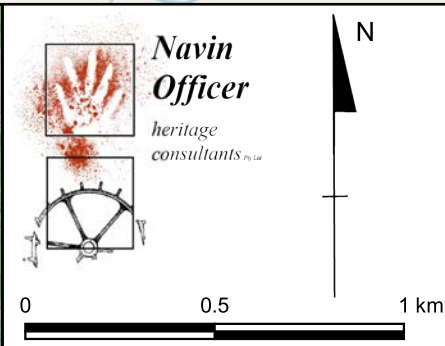 Navin
Officer
heritage
consultants Pty Ltd
N
0 0.5 1 km